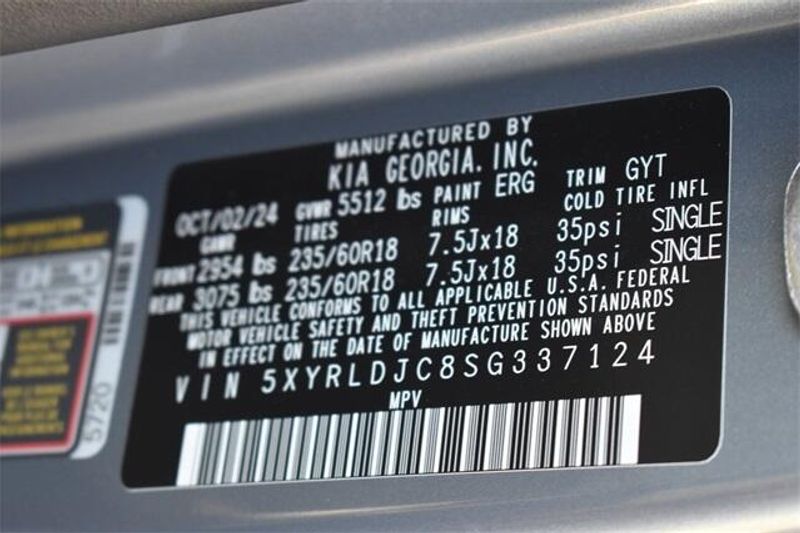 MANUFACTURED BY
KIA GEORGIA. INC.
OCT/02/24 GVWR 5512 lbs PAINT ERG TRIM GYT
GAWR TIRES RIMS COLD TIRE INFL
FRONT 2954 lbs 235/60R18 7.5Jx18 35psi SINGLE
REAR 3075 lbs 235/60R18 7.5Jx18 35psi SINGLE
THIS VEHICLE CONFORMS TO ALL APPLICABLE U.S.A. FEDERAL
MOTOR VEHICLE SAFETY AND THEFT PREVENTION STANDARDS
IN EFFECT ON THE DATE OF MANUFACTURE SHOWN ABOVE
VIN 5XYRLDJC8SG337124
MPV
5720